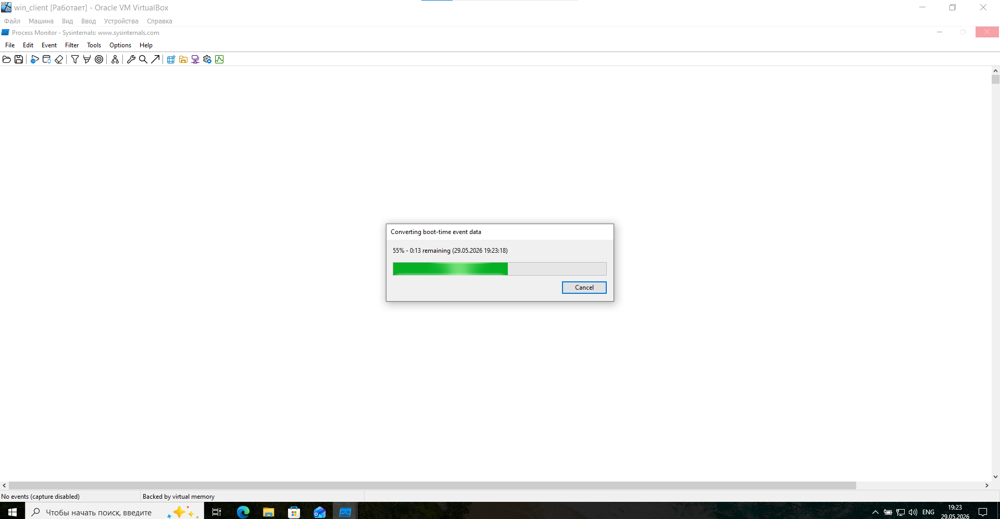 win_client [Работает] - Oracle VM VirtualBox
Файл Машина Вид Ввод Устройства Справка
Process Monitor - Sysinternals: www.sysinternals.com
File Edit Event Filter Tools Options Help
Converting boot-time event data
55% - 0:13 remaining (29.05.2026 19:23:18)
Cancel
No events (capture disabled) Backed by virtual memory
Чтобы начать поиск, введите
ENG
19:23
29.05.2026